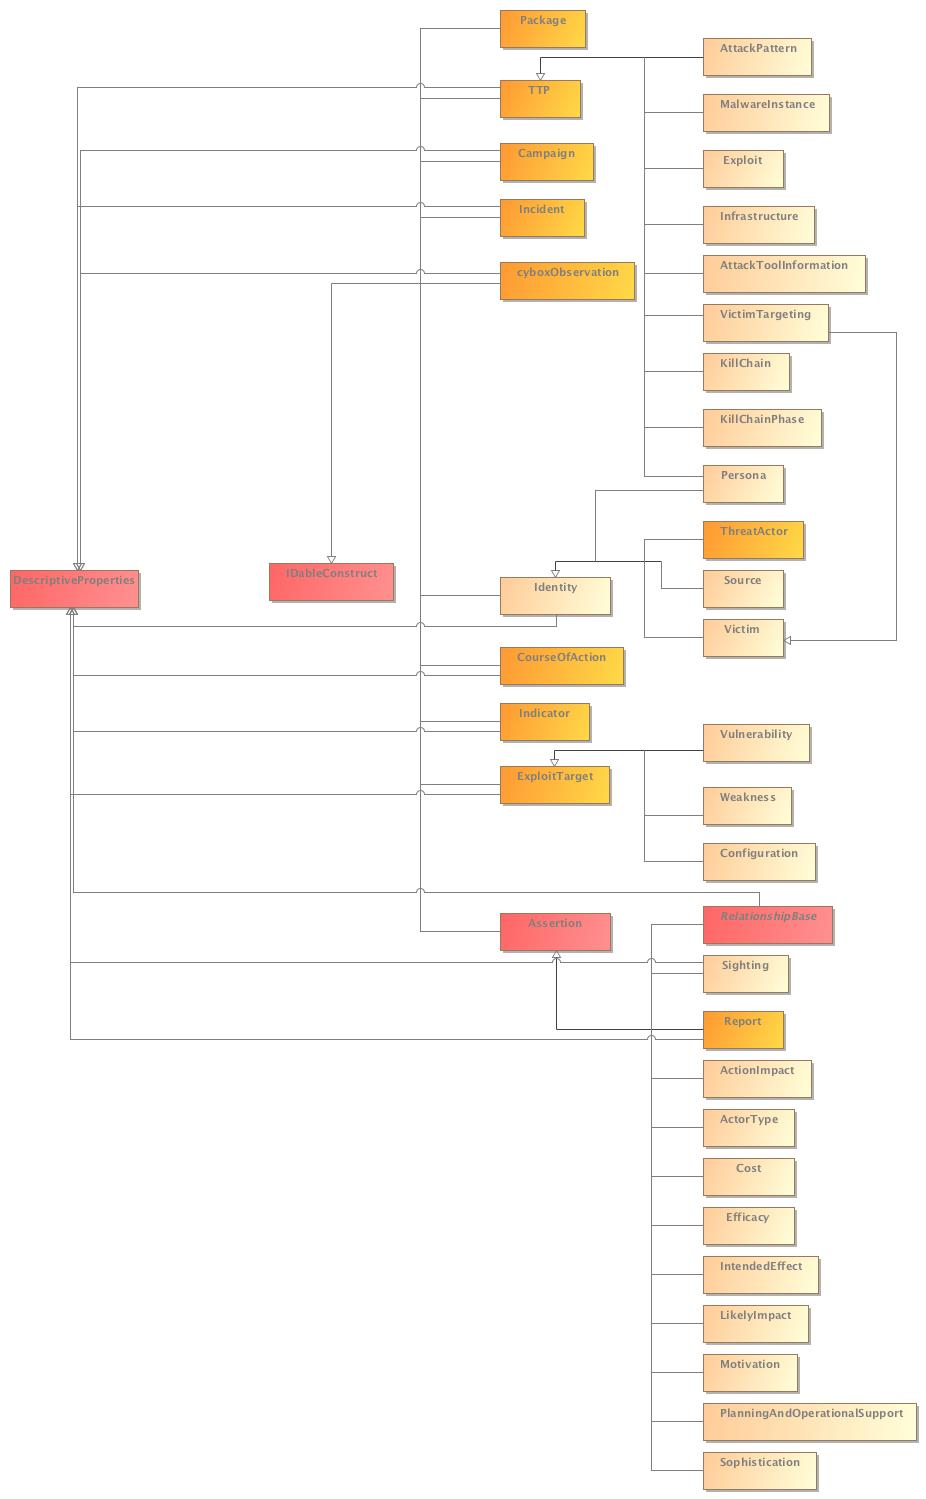 Package
AttackPattern
TTP
MalwareInstance
Campaign
Exploit
Incident
Infrastructure
cyboxObservation
AttackToolInformation
VictimTargeting
KillChain
KillChainPhase
Persona
ThreatActor
DescriptiveProperties
IDableConstruct
Identity
Source
Victim
CourseOfAction
Indicator
Vulnerability
ExploitTarget
Weakness
Configuration
Assertion
RelationshipBase
Sighting
Report
ActionImpact
ActorType
Cost
Efficacy
IntendedEffect
LikelyImpact
Motivation
PlanningAndOperationalSupport
Sophistication